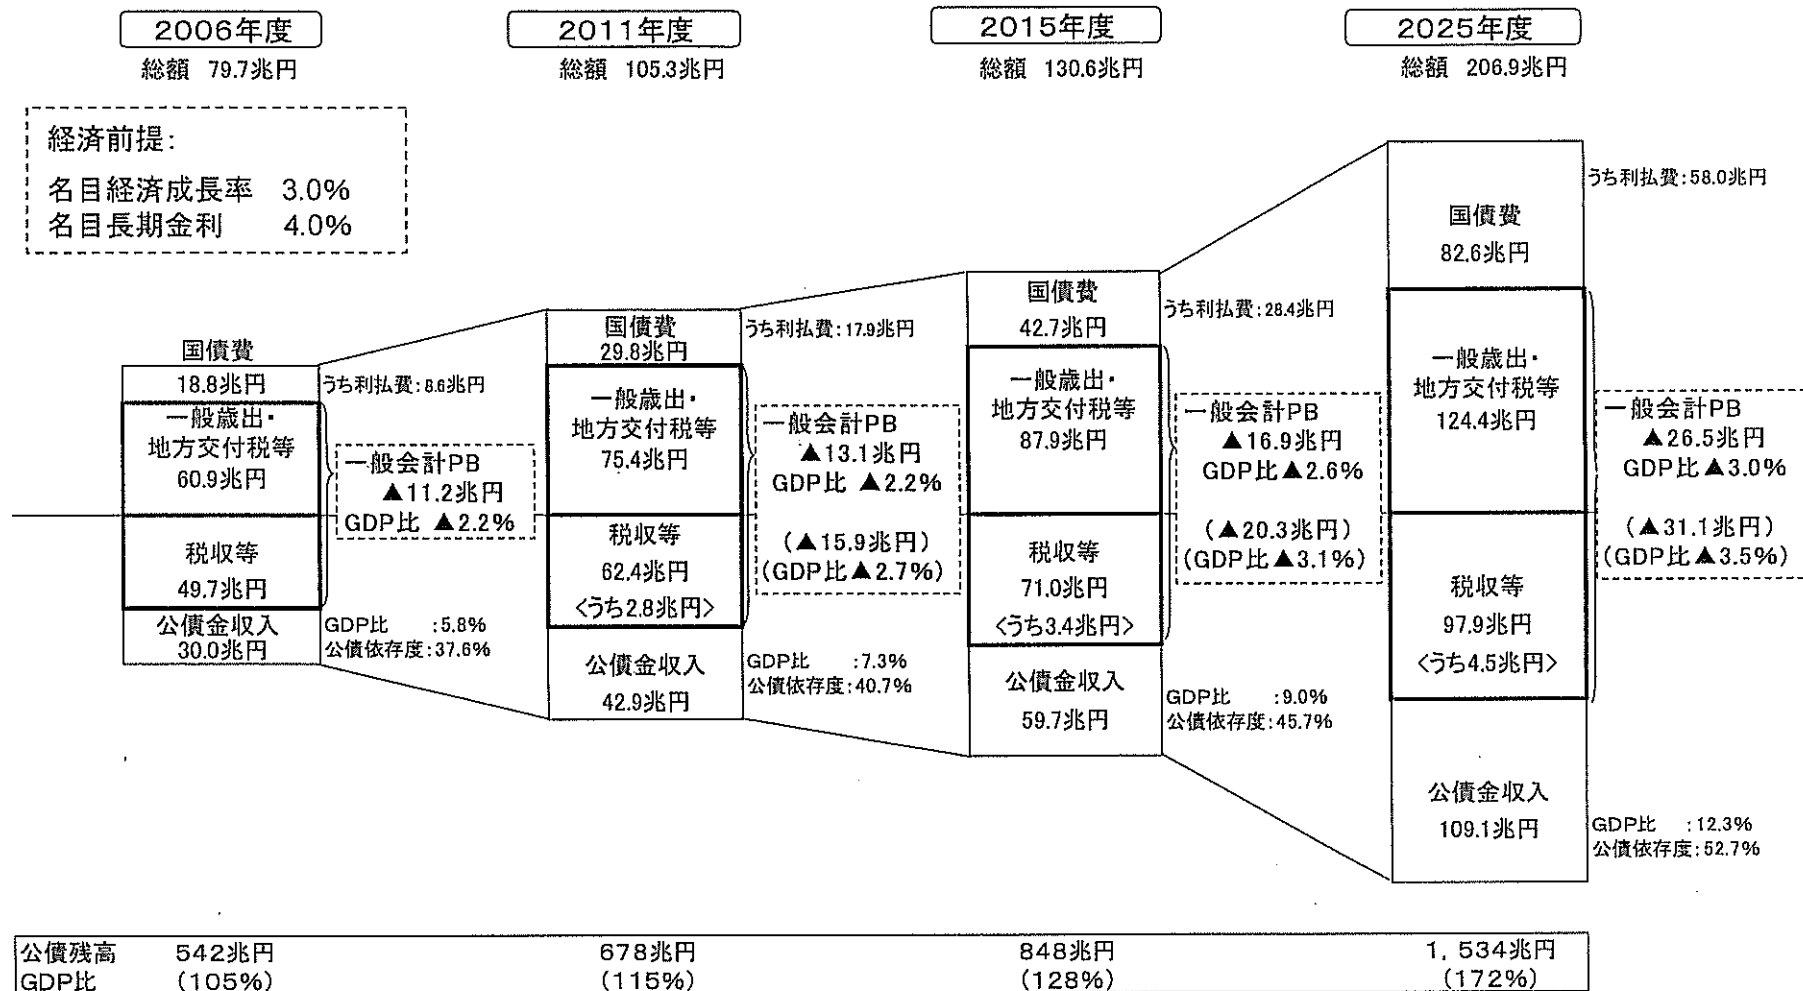 2006年度
総額 79.7兆円
2011年度
総額 105.3兆円
2015年度
総額 130.6兆円
2025年度
総額 206.9兆円
経済前提:
名目経済成長率 3.0%
名目長期金利 4.0%
国債費
18.8兆円
うち利払費:8.6兆円
一般歳出・
地方交付税等
60.9兆円
一般会計PB
▲11.2兆円
GDP比 ▲2.2%
税収等
49.7兆円
公債金収入
30.0兆円
GDP比 :5.8%
公債依存度:37.6%
国債費
29.8兆円
うち利払費:17.9兆円
一般歳出・
地方交付税等
75.4兆円
一般会計PB
▲13.1兆円
GDP比 ▲2.2%
(▲15.9兆円)
(GDP比▲2.7%)
税収等
62.4兆円
<うち2.8兆円>
公債金収入
42.9兆円
GDP比 :7.3%
公債依存度:40.7%
国債費
42.7兆円
うち利払費:28.4兆円
一般歳出・
地方交付税等
87.9兆円
一般会計PB
▲16.9兆円
GDP比▲2.6%
(▲20.3兆円)
(GDP比▲3.1%)
税収等
71.0兆円
<うち3.4兆円>
公債金収入
59.7兆円
GDP比 :9.0%
公債依存度:45.7%
国債費
82.6兆円
うち利払費:58.0兆円
一般歳出・
地方交付税等
124.4兆円
一般会計PB
▲26.5兆円
GDP比▲3.0%
(▲31.1兆円)
(GDP比▲3.5%)
税収等
97.9兆円
<うち4.5兆円>
公債金収入
109.1兆円
GDP比 :12.3%
公債依存度:52.7%
公債残高 542兆円 678兆円 848兆円 1,534兆円
GDP比 (105%) (115%) (128%) (172%)